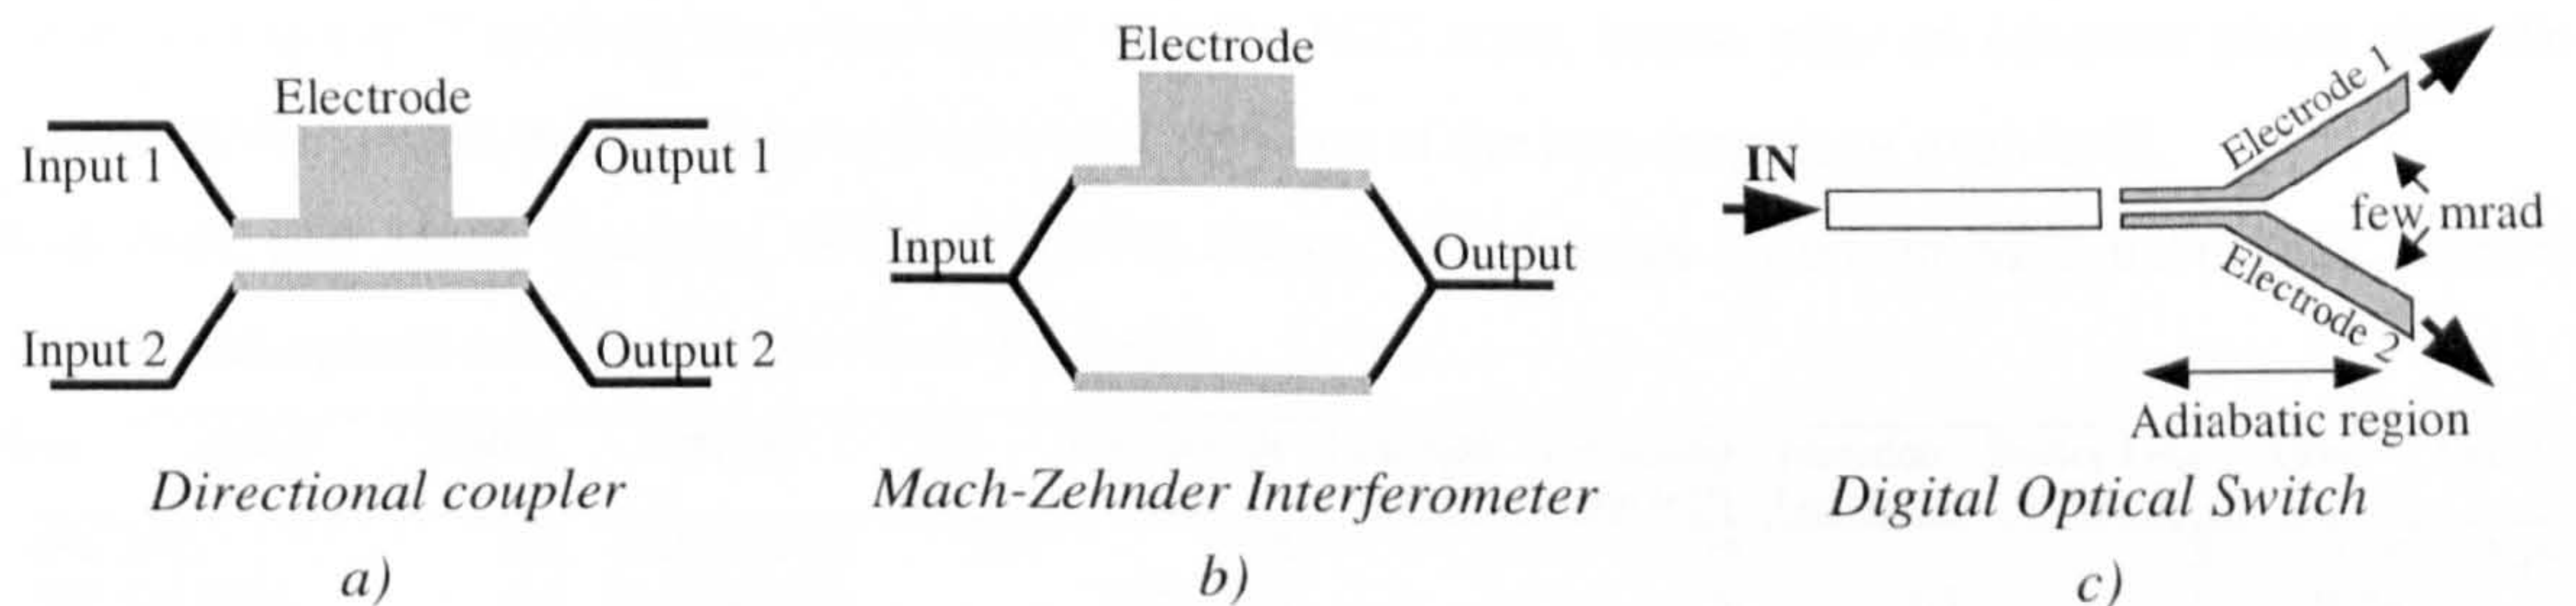 Electrode
Input 1
Output 1
Input 2
Output 2
Directional coupler
a)
Electrode
Input
Output
Mach-Zehnder Interferometer
b)
IN
Electrode 1
few mrad
Electrode 2
Adiabatic region
Digital Optical Switch
c)